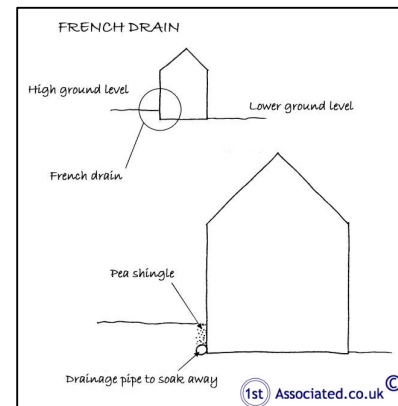 FRENCH DRAIN
High ground level
Lower ground level
French drain
Pea shingle
Drainage pipe to soak away
1st Associated.co.uk ©